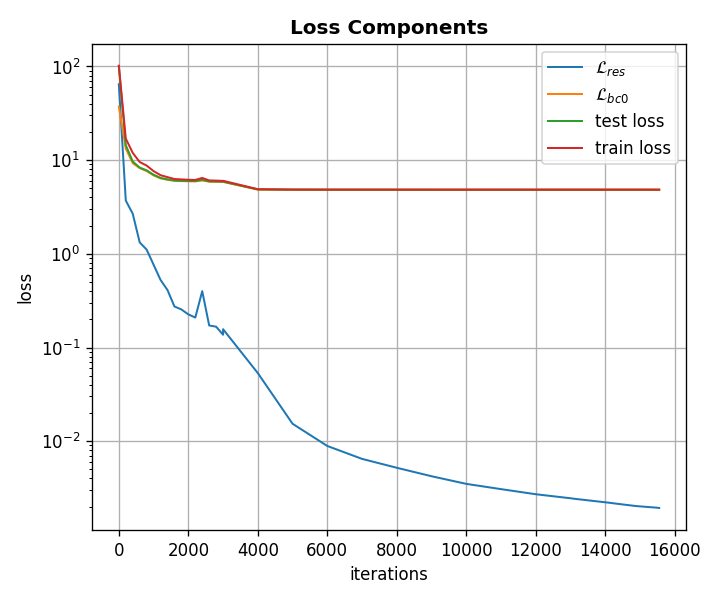 Loss Components
10²
10¹
10⁰
10⁻¹
10⁻²
loss
ℒres
ℒbc0
test loss
train loss
0 2000 4000 6000 8000 10000 12000 14000 16000
iterations